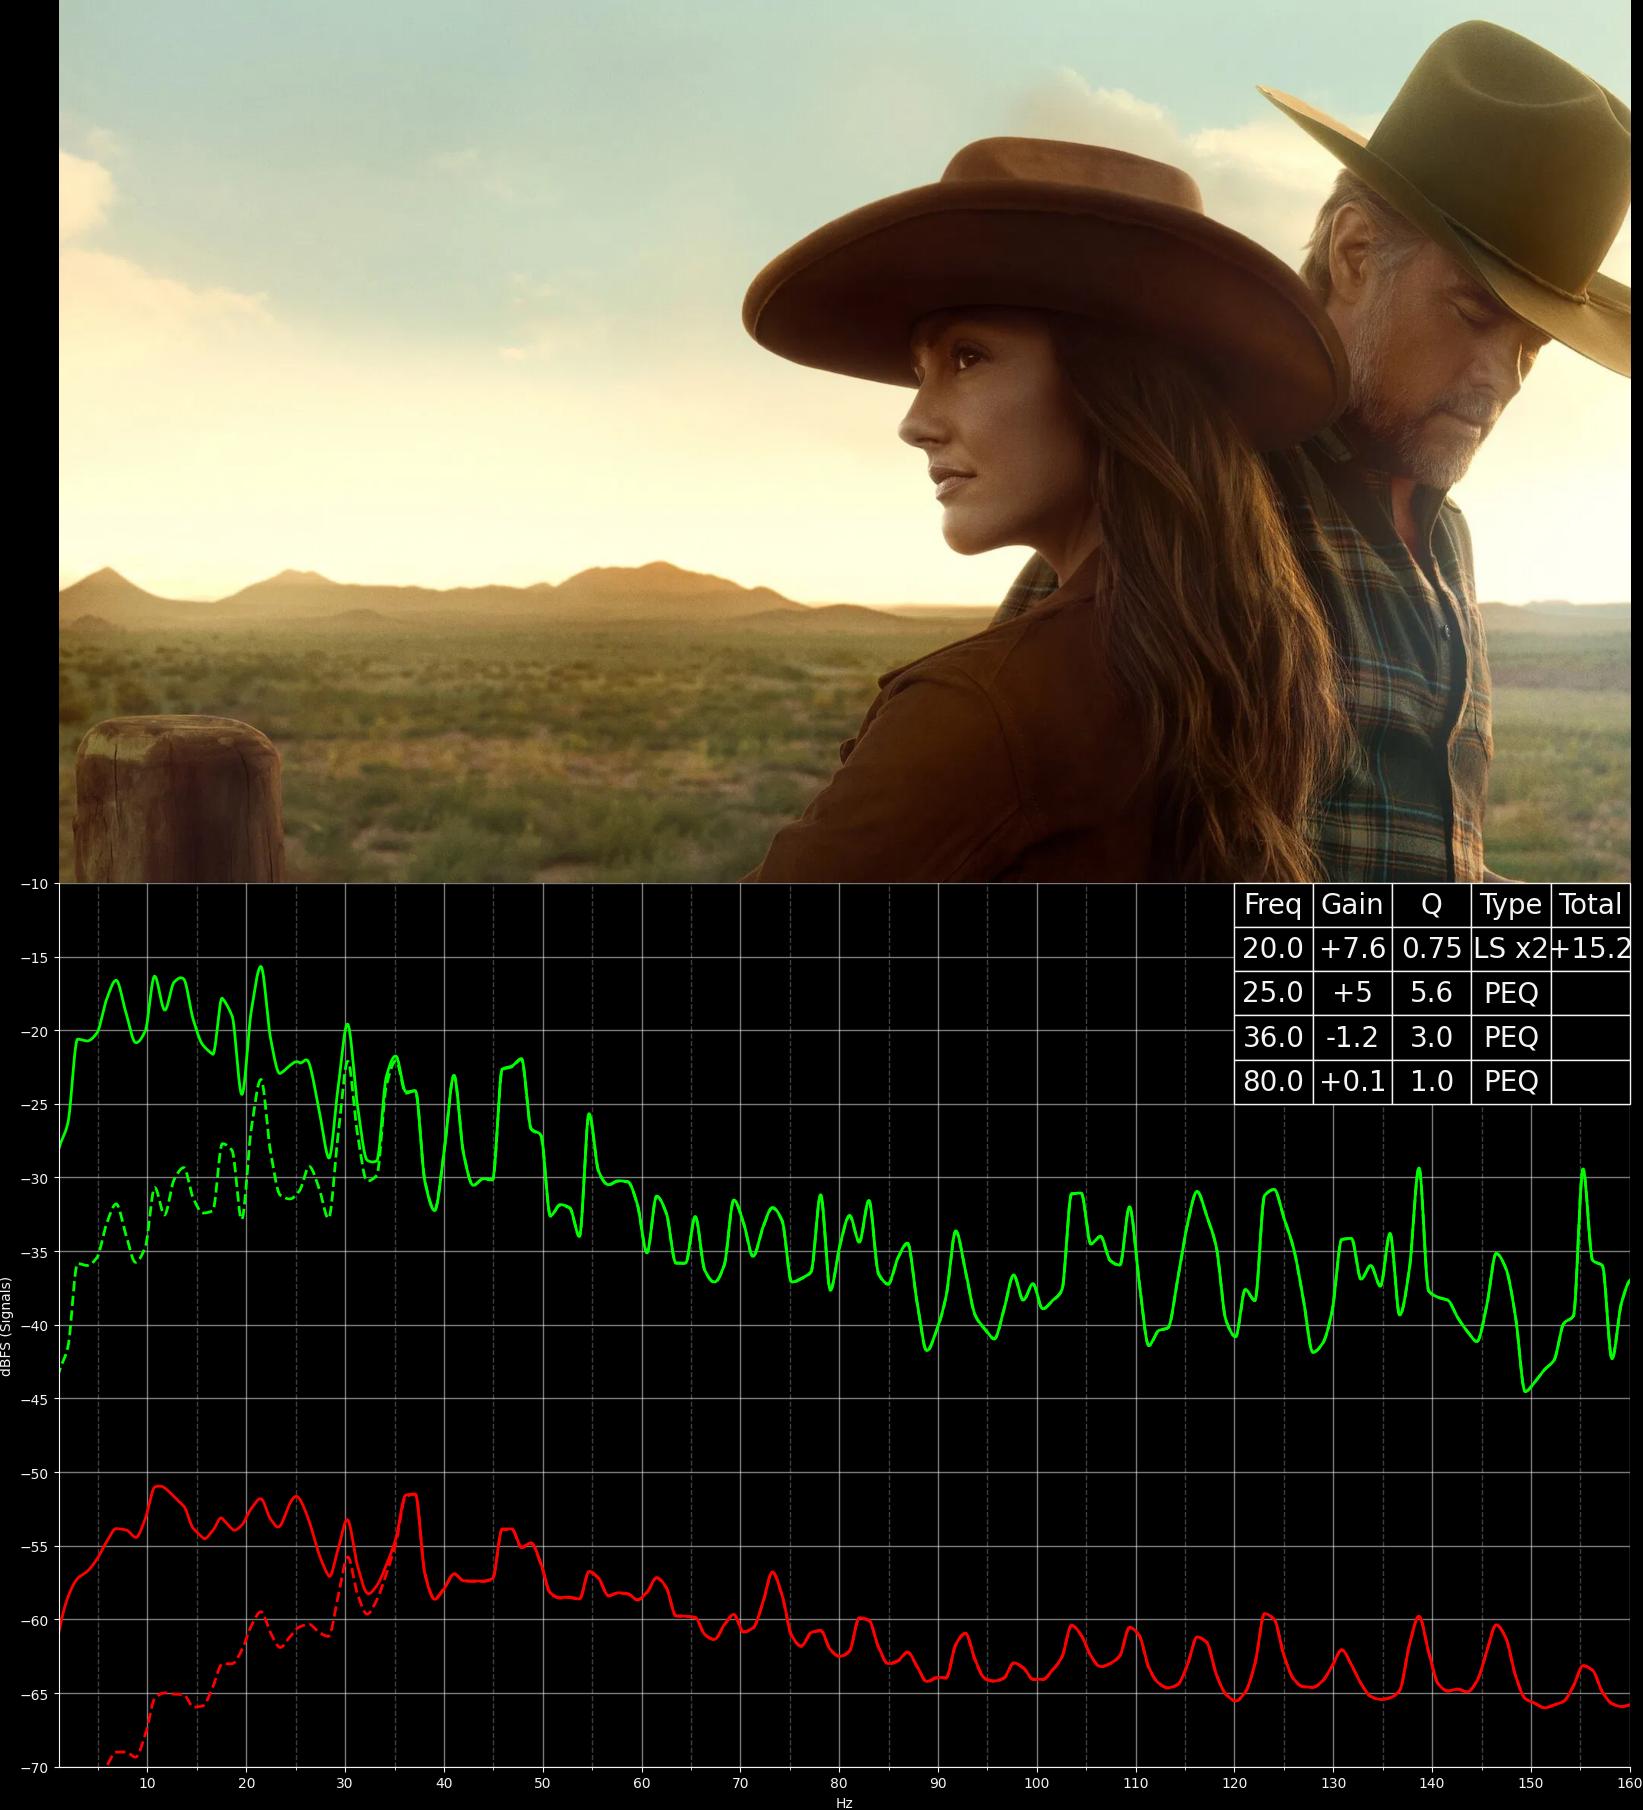 Freq Gain Q Type Total
20.0 +7.6 0.75 LS x2 +15.2
25.0 +5 5.6 PEQ
36.0 -1.2 3.0 PEQ
80.0 +0.1 1.0 PEQ
−10
−15
−20
−25
−30
−35
−40
−45
−50
−55
−60
−65
−70
dBFS (Signals)
10 20 30 40 50 60 70 80 90 100 110 120 130 140 150 160
Hz